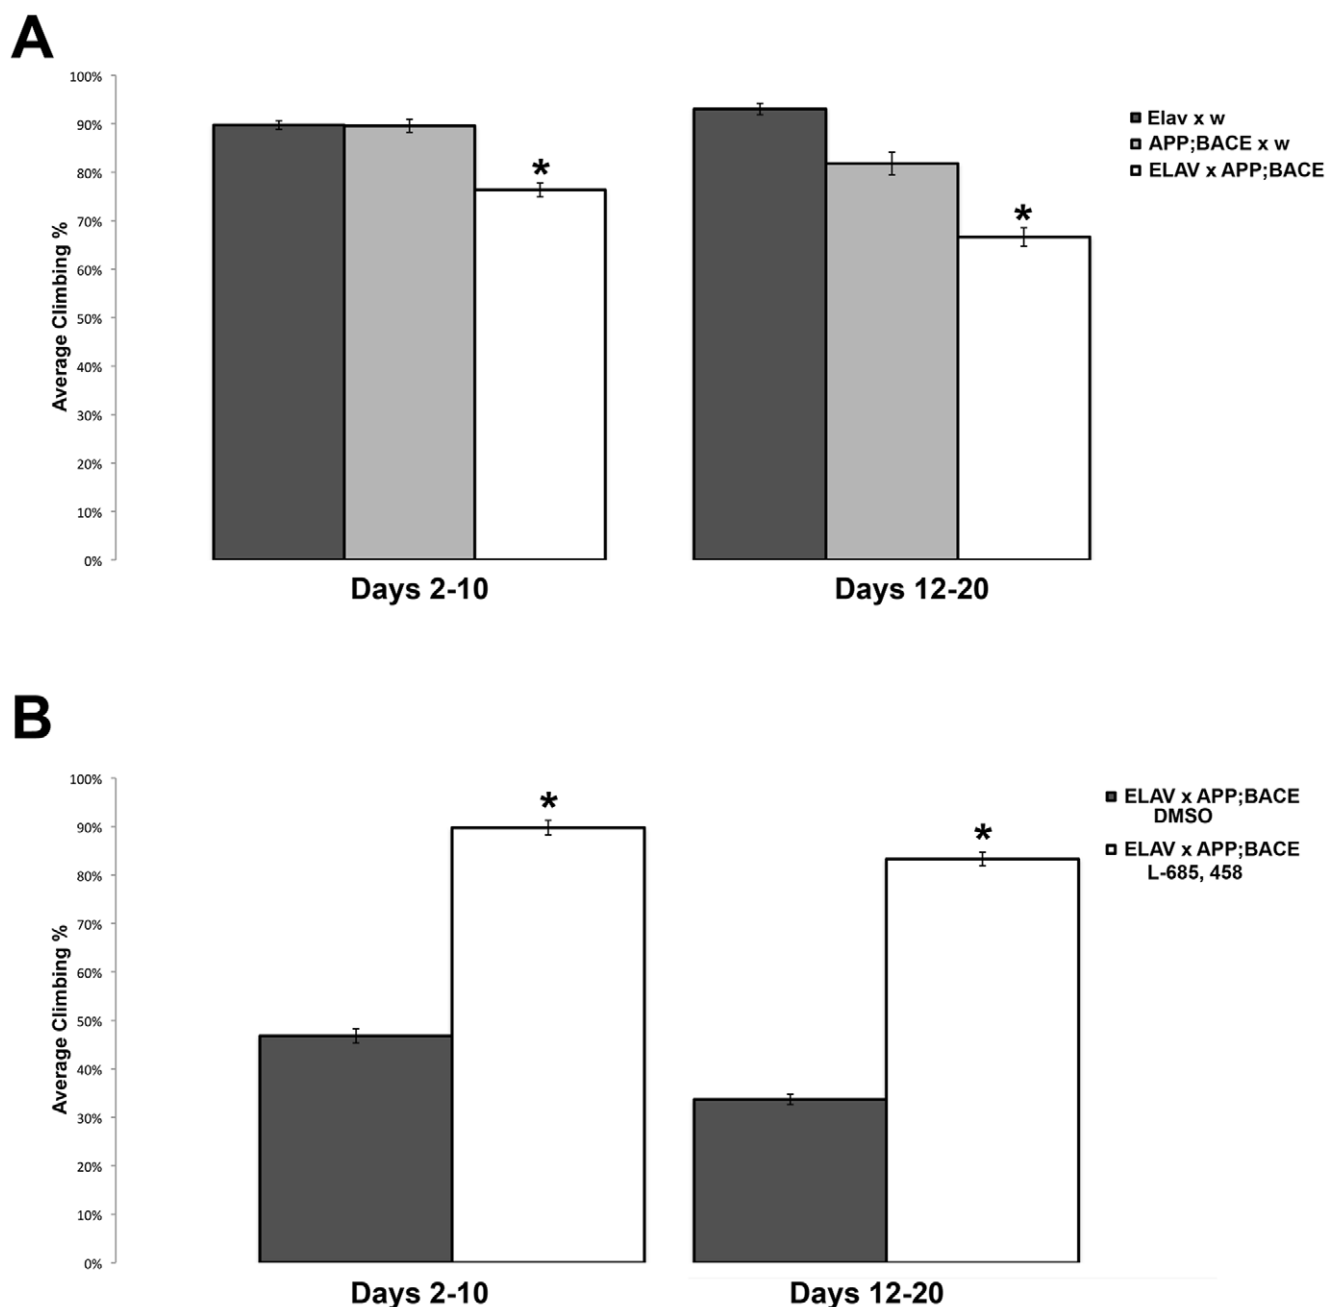 A
100%
90%
80%
70%
60%
50%
40%
30%
20%
10%
0%
Average Climbing %
*
*
Days 2-10
Days 12-20
Elav x w
APP;BACE x w
ELAV x APP;BACE
B
100%
90%
80%
70%
60%
50%
40%
30%
20%
10%
0%
Average Climbing %
*
*
Days 2-10
Days 12-20
ELAV x APP;BACE
DMSO
ELAV x APP;BACE
L-685, 458